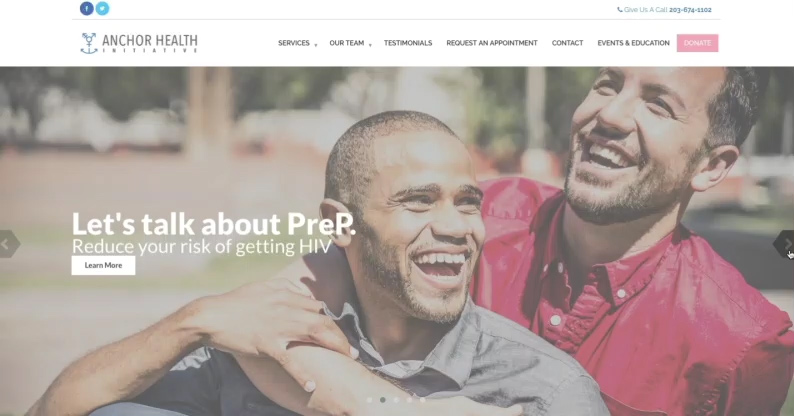 f
Give Us A Call 203-674-1102
ANCHOR HEALTH
INITIATIVE
SERVICES
OUR TEAM
TESTIMONIALS
REQUEST AN APPOINTMENT
CONTACT
EVENTS & EDUCATION
DONATE
Let's talk about PreP.
Reduce your risk of getting HIV
Learn More